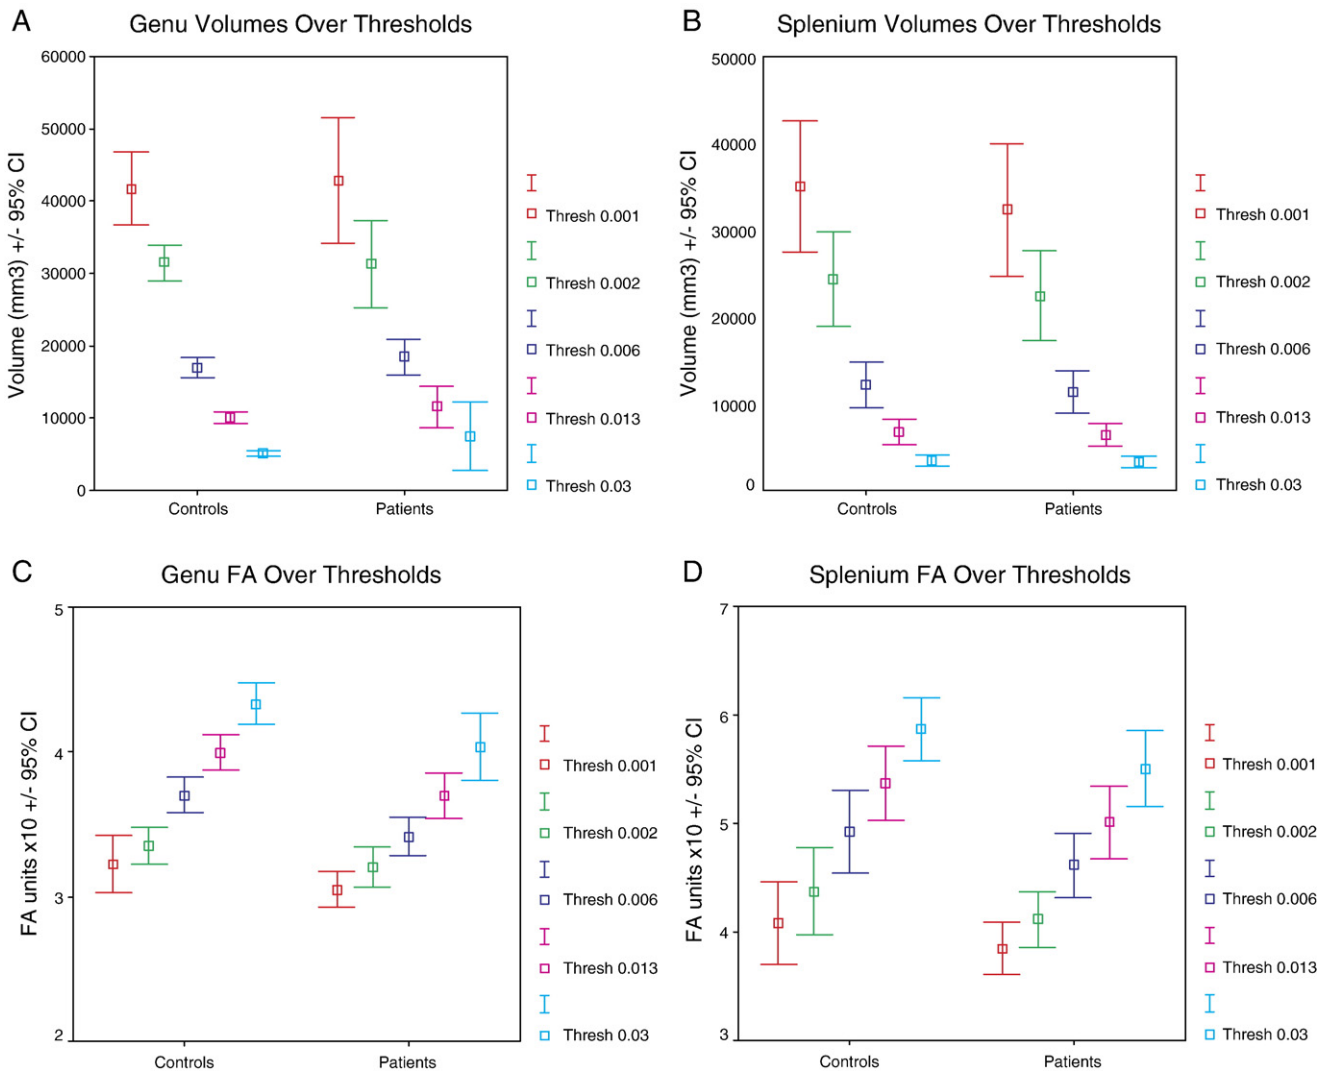 A
Genu Volumes Over Thresholds
Volume (mm3) +/- 95% CI
60000
50000
40000
30000
20000
10000
0
Controls
Patients
Thresh 0.001
Thresh 0.002
Thresh 0.006
Thresh 0.013
Thresh 0.03
B
Splenium Volumes Over Thresholds
Volume (mm3) +/- 95% CI
50000
40000
30000
20000
10000
0
Controls
Patients
Thresh 0.001
Thresh 0.002
Thresh 0.006
Thresh 0.013
Thresh 0.03
C
Genu FA Over Thresholds
FA units x10 +/- 95% CI
5
4
3
2
Controls
Patients
Thresh 0.001
Thresh 0.002
Thresh 0.006
Thresh 0.013
Thresh 0.03
D
Splenium FA Over Thresholds
FA units x10 +/- 95% CI
7
6
5
4
3
Controls
Patients
Thresh 0.001
Thresh 0.002
Thresh 0.006
Thresh 0.013
Thresh 0.03